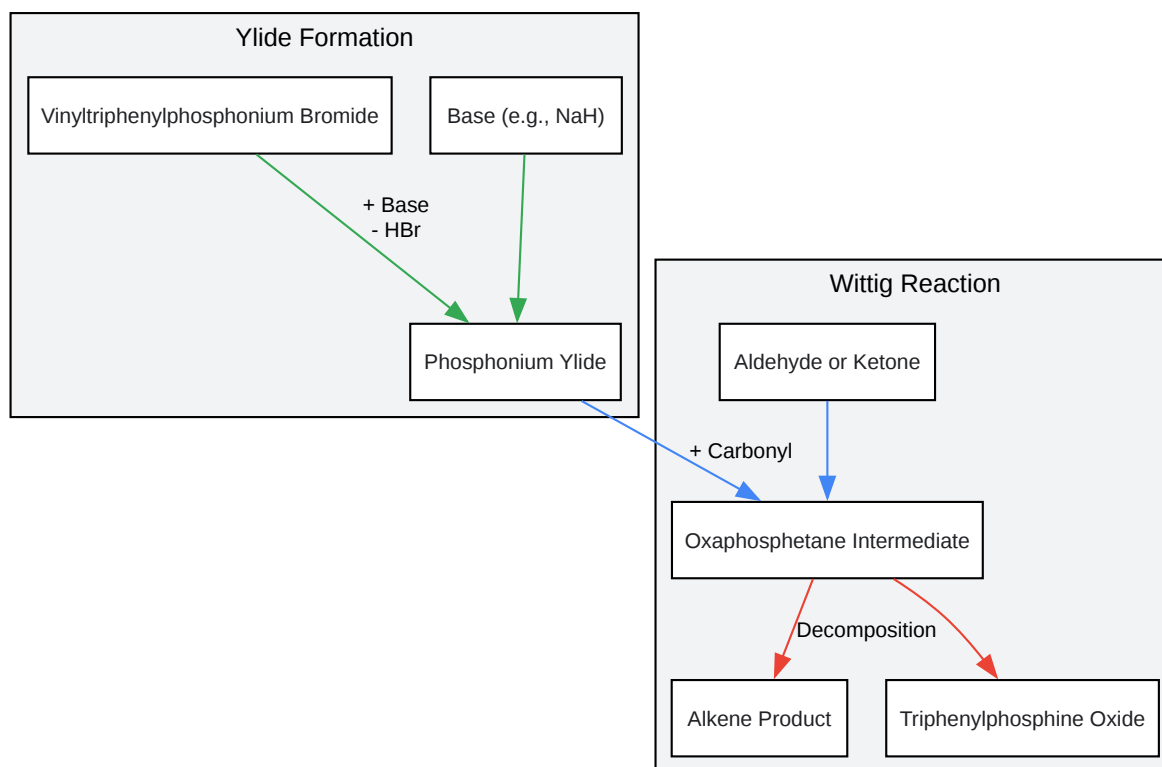 Ylide Formation
Vinyltriphenylphosphonium Bromide
Base (e.g., NaH)
+ Base
- HBr
Phosphonium Ylide
Wittig Reaction
Aldehyde or Ketone
+ Carbonyl
Oxaphosphetane Intermediate
Decomposition
Alkene Product
Triphenylphosphine Oxide